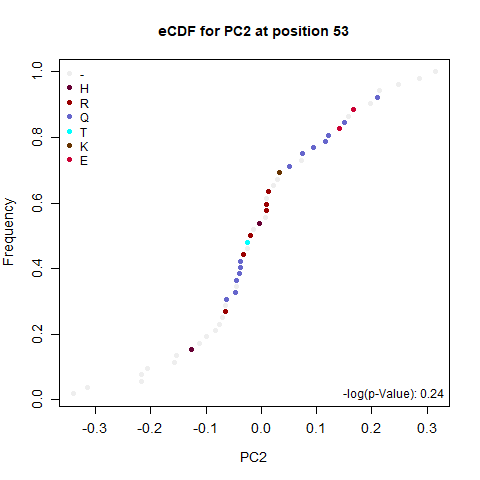 eCDF for PC2 at position 53
Frequency
1.0
0.8
0.6
0.4
0.2
0.0
-
H
R
Q
T
K
E
-log(p-Value): 0.24
-0.3 -0.2 -0.1 0.0 0.1 0.2 0.3
PC2